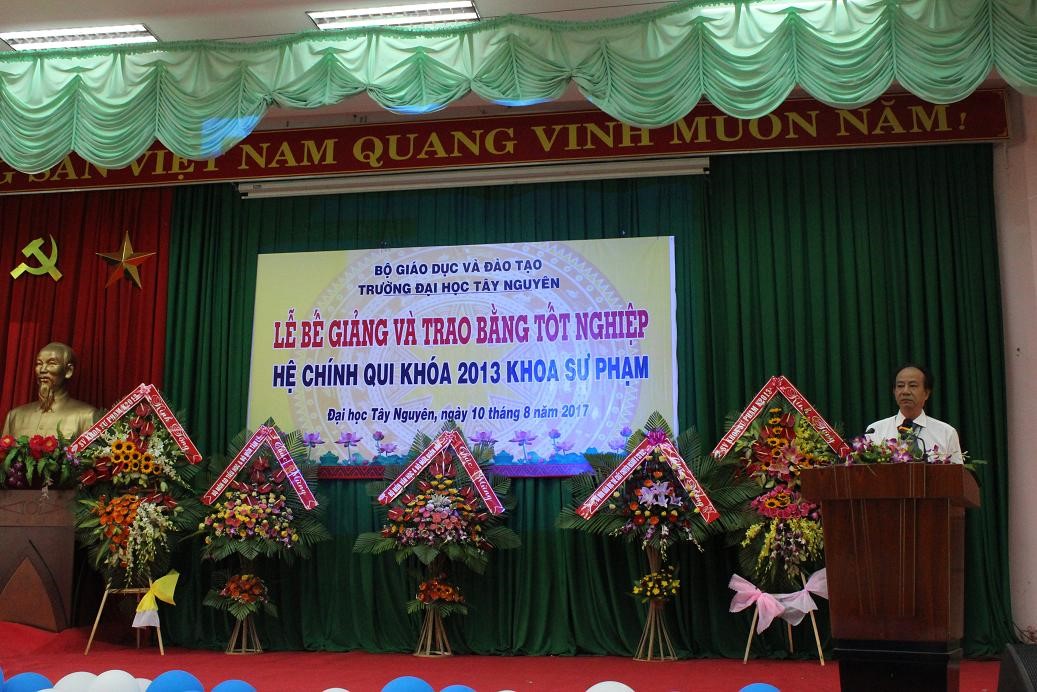 SẢN VIỆT NAM QUANG VINH MUÔN NĂM!
BỘ GIÁO DỤC VÀ ĐÀO TẠO
TRƯỜNG ĐẠI HỌC TÂY NGUYÊN
LỄ BẾ GIẢNG VÀ TRAO BẰNG TỐT NGHIỆP
HỆ CHÍNH QUI KHÓA 2013 KHOA SƯ PHẠM
Đại học Tây Nguyên, ngày 10 tháng 8 năm 2017